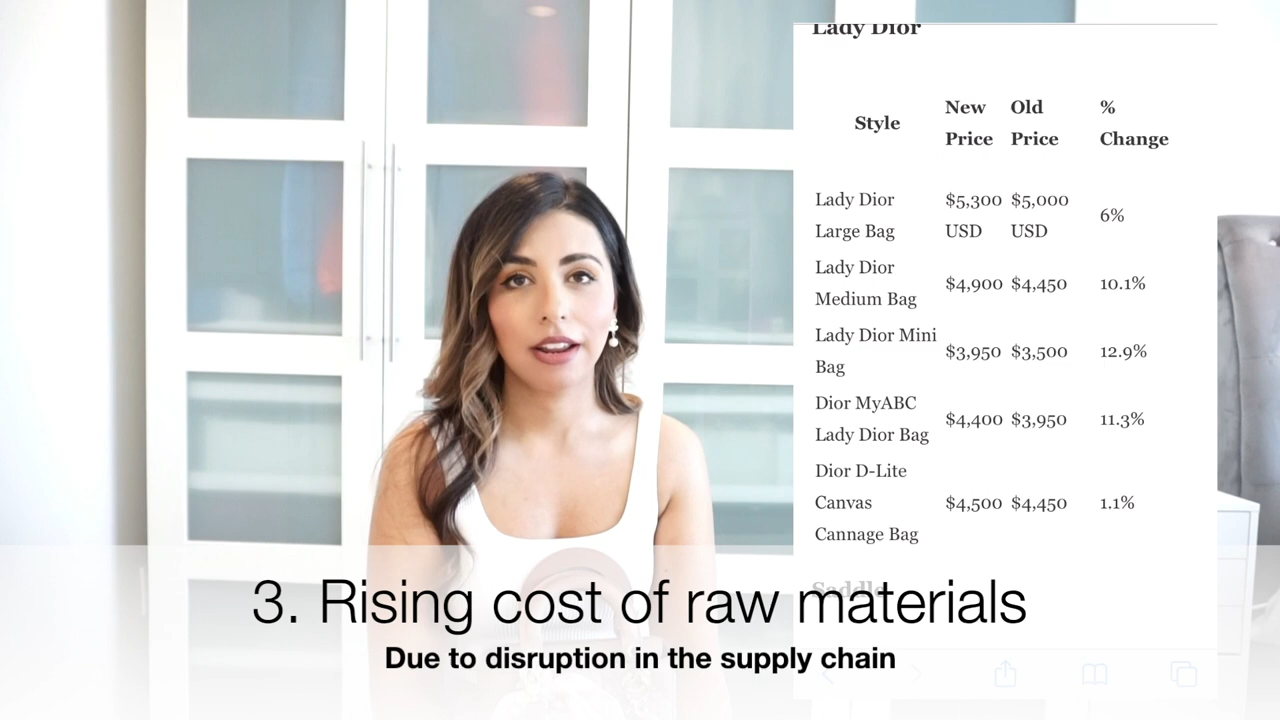 Lady Dior
Style
New Price
Old Price
% Change
Lady Dior Large Bag
$5,300 USD
$5,000 USD
6%
Lady Dior Medium Bag
$4,900
$4,450
10.1%
Lady Dior Mini Bag
$3,950
$3,500
12.9%
Dior MyABC Lady Dior Bag
$4,400
$3,950
11.3%
Dior D-Lite Canvas Cannage Bag
$4,500
$4,450
1.1%
Saddle
3. Rising cost of raw materials
Due to disruption in the supply chain